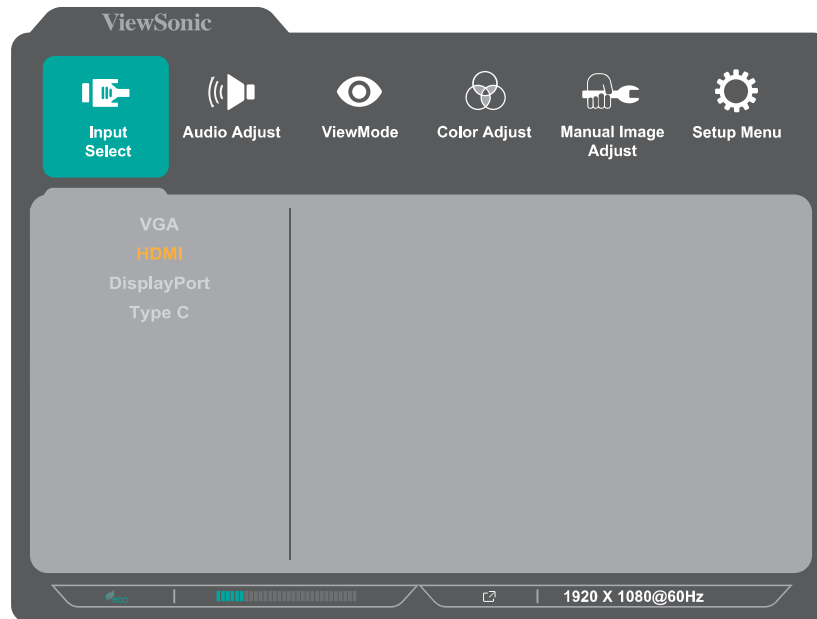 ViewSonic
Input
Select
Audio Adjust
ViewMode
Color Adjust
Manual Image
Adjust
Setup Menu
VGA
HDMI
DisplayPort
Type C
eco
1920 X 1080@60Hz